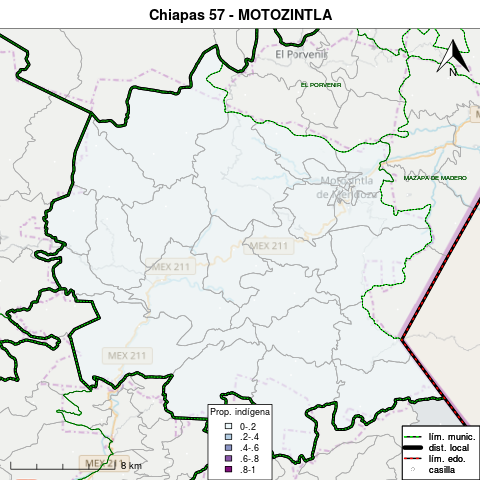 Chiapas 57 - MOTOZINTLA
El Porvenir
EL PORVENIR
N
MAZAPA DE MADERO
Motozintla
de Mendoza
MEX 211
MEX 211
MEX 211
MEX 211
8 km
Prop. indígena
0-.2
.2-.4
.4-.6
.6-.8
.8-1
lím. munic.
dist. local
lím. edo.
casilla